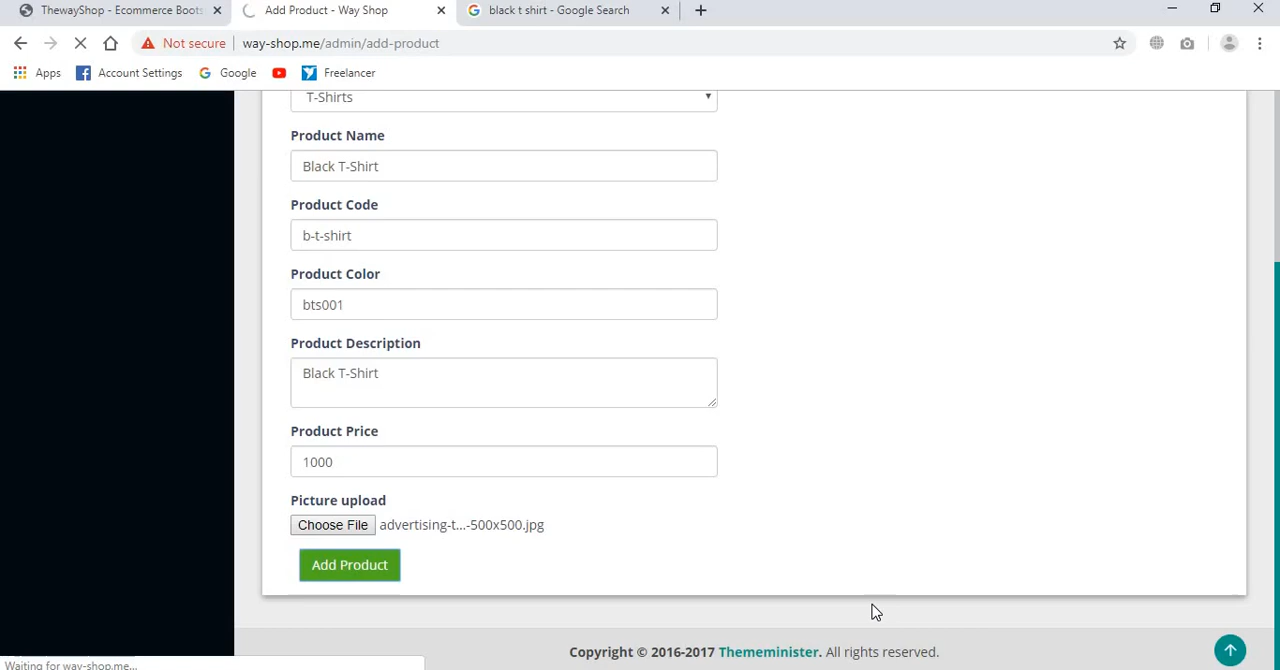 ThewayShop - Ecommerce Boots
Add Product - Way Shop
black t shirt - Google Search
Not secure
way-shop.me/admin/add-product
Apps
Account Settings
Google
Freelancer
T-Shirts
Product Name
Black T-Shirt
Product Code
b-t-shirt
Product Color
bts001
Product Description
Black T-Shirt
Product Price
1000
Picture upload
Choose File advertising-t...-500x500.jpg
Add Product
Copyright © 2016-2017 Thememinister. All rights reserved.
Waiting for way-shop.me...